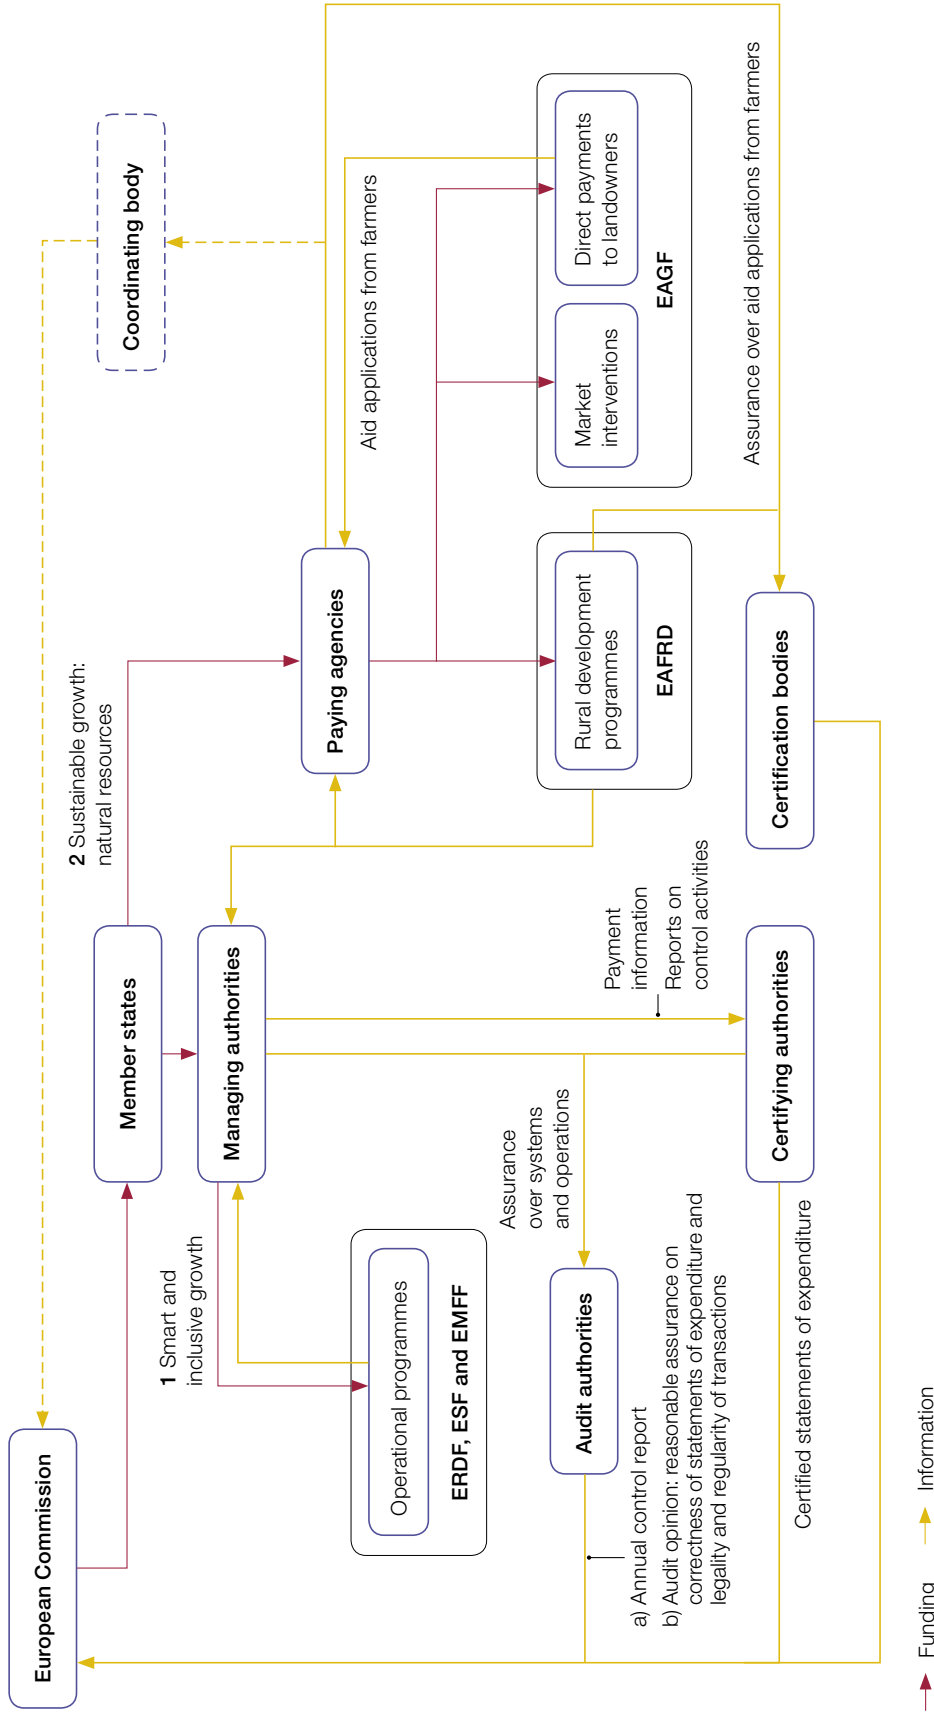 European Commission
Coordinating body
2 Sustainable growth:
natural resources
Member states
1 Smart and
inclusive growth
Managing authorities
Paying agencies
Aid applications from farmers
Operational programmes
ERDF, ESF and EMFF
Rural development
programmes
EAFRD
Market
interventions
Direct payments
to landowners
EAGF
Assurance
over systems
and operations
Payment
information
Reports on
control activities
Audit authorities
a) Annual control report
b) Audit opinion: reasonable assurance on
correctness of statements of expenditure and
legality and regularity of transactions
Certifying authorities
Certification bodies
Assurance over aid applications from farmers
Certified statements of expenditure
Funding
Information